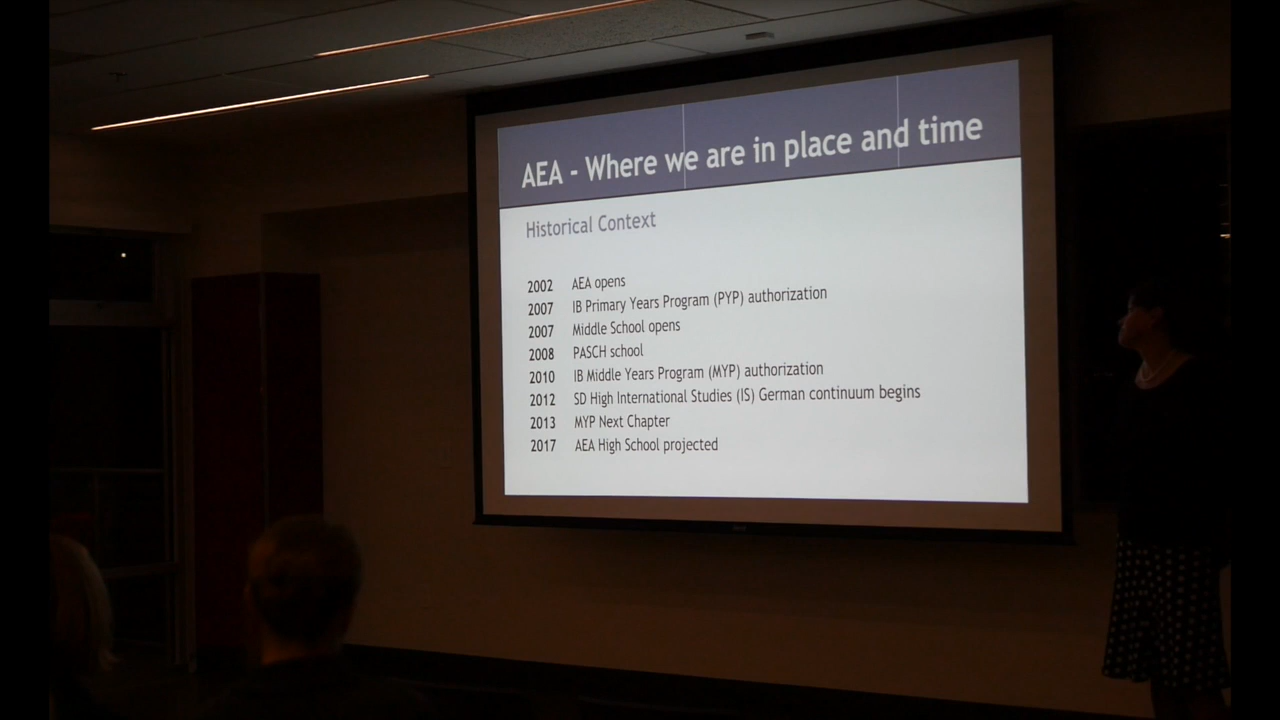 AEA - Where we are in place and time
Historical Context
2002 AEA opens
2007 IB Primary Years Program (PYP) authorization
2007 Middle School opens
2008 PASCH school
2010 IB Middle Years Program (MYP) authorization
2012 SD High International Studies (IS) German continuum begins
2013 MYP Next Chapter
2017 AEA High School projected